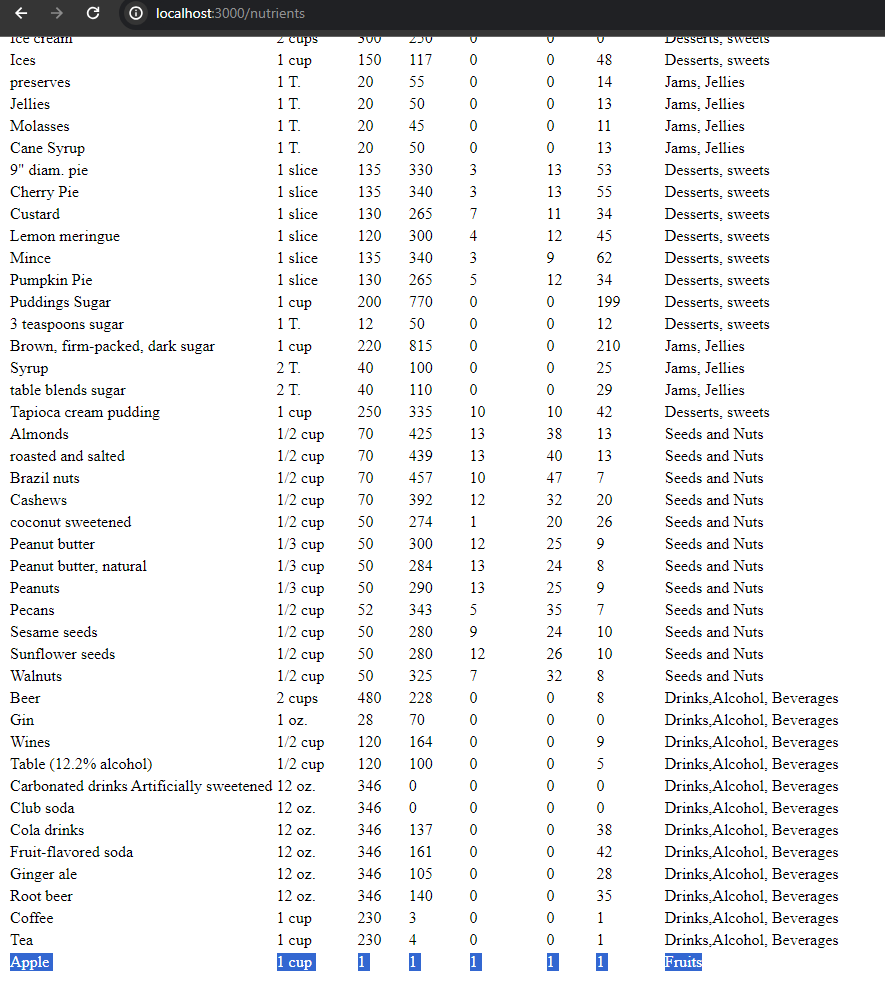 localhost:3000/nutrients
Ice cream 2 cups 300 250 0 0 0 Desserts, sweets
Ices 1 cup 150 117 0 0 48 Desserts, sweets
preserves 1 T. 20 55 0 0 14 Jams, Jellies
Jellies 1 T. 20 50 0 0 13 Jams, Jellies
Molasses 1 T. 20 45 0 0 11 Jams, Jellies
Cane Syrup 1 T. 20 50 0 0 13 Jams, Jellies
9" diam. pie 1 slice 135 330 3 13 53 Desserts, sweets
Cherry Pie 1 slice 135 340 3 13 55 Desserts, sweets
Custard 1 slice 130 265 7 11 34 Desserts, sweets
Lemon meringue 1 slice 120 300 4 12 45 Desserts, sweets
Mince 1 slice 135 340 3 9 62 Desserts, sweets
Pumpkin Pie 1 slice 130 265 5 12 34 Desserts, sweets
Puddings Sugar 1 cup 200 770 0 0 199 Desserts, sweets
3 teaspoons sugar 1 T. 12 50 0 0 12 Desserts, sweets
Brown, firm-packed, dark sugar 1 cup 220 815 0 0 210 Jams, Jellies
Syrup 2 T. 40 100 0 0 25 Jams, Jellies
table blends sugar 2 T. 40 110 0 0 29 Jams, Jellies
Tapioca cream pudding 1 cup 250 335 10 10 42 Desserts, sweets
Almonds 1/2 cup 70 425 13 38 13 Seeds and Nuts
roasted and salted 1/2 cup 70 439 13 40 13 Seeds and Nuts
Brazil nuts 1/2 cup 70 457 10 47 7 Seeds and Nuts
Cashews 1/2 cup 70 392 12 32 20 Seeds and Nuts
coconut sweetened 1/2 cup 50 274 1 20 26 Seeds and Nuts
Peanut butter 1/3 cup 50 300 12 25 9 Seeds and Nuts
Peanut butter, natural 1/3 cup 50 284 13 24 8 Seeds and Nuts
Peanuts 1/3 cup 50 290 13 25 9 Seeds and Nuts
Pecans 1/2 cup 52 343 5 35 7 Seeds and Nuts
Sesame seeds 1/2 cup 50 280 9 24 10 Seeds and Nuts
Sunflower seeds 1/2 cup 50 280 12 26 10 Seeds and Nuts
Walnuts 1/2 cup 50 325 7 32 8 Seeds and Nuts
Beer 2 cups 480 228 0 0 8 Drinks,Alcohol, Beverages
Gin 1 oz. 28 70 0 0 0 Drinks,Alcohol, Beverages
Wines 1/2 cup 120 164 0 0 9 Drinks,Alcohol, Beverages
Table (12.2% alcohol) 1/2 cup 120 100 0 0 5 Drinks,Alcohol, Beverages
Carbonated drinks Artificially sweetened 12 oz. 346 0 0 0 0 Drinks,Alcohol, Beverages
Club soda 12 oz. 346 0 0 0 0 Drinks,Alcohol, Beverages
Cola drinks 12 oz. 346 137 0 0 38 Drinks,Alcohol, Beverages
Fruit-flavored soda 12 oz. 346 161 0 0 42 Drinks,Alcohol, Beverages
Ginger ale 12 oz. 346 105 0 0 28 Drinks,Alcohol, Beverages
Root beer 12 oz. 346 140 0 0 35 Drinks,Alcohol, Beverages
Coffee 1 cup 230 3 0 0 1 Drinks,Alcohol, Beverages
Tea 1 cup 230 4 0 0 1 Drinks,Alcohol, Beverages
Apple 1 cup 1 1 1 1 1 Fruits